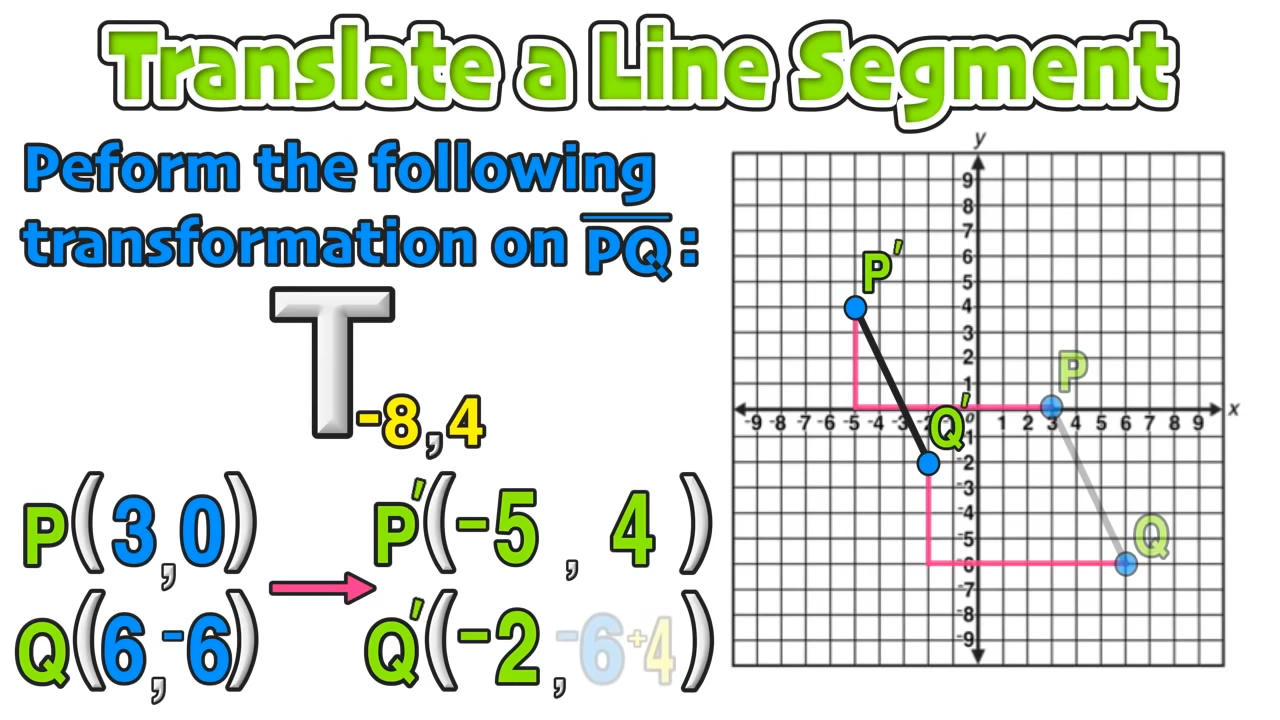 Translate a Line Segment
Peform the following
transformation on PQ:
T-8,4
P(3,0)
P′(-5, 4)
Q(6,-6)
Q′(-2,-6+4)
y
9
8
7
6
5
4
3
2
1
P′
P
-9 -8 -7 -6 -5 -4 -3 -2 0 1 2 3 4 5 6 7 8 9 x
Q′
-1
-2
-3
-4
-5
Q
-6
-7
-8
-9